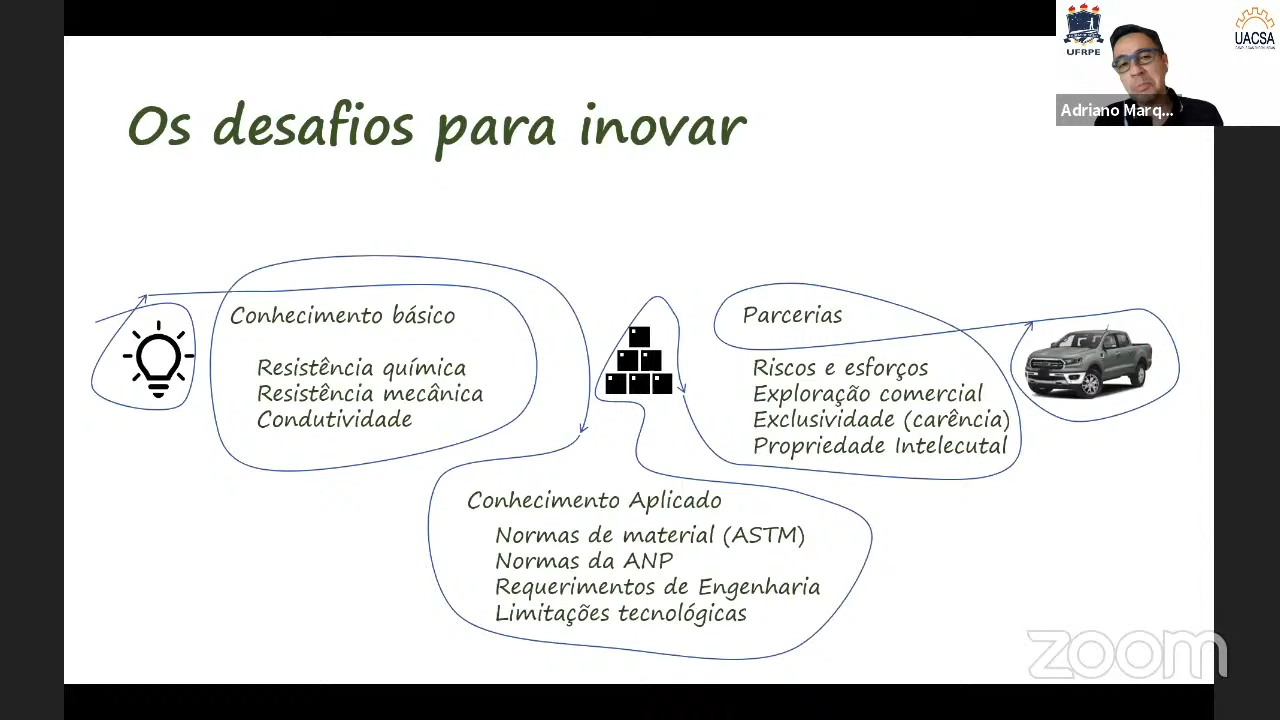 UFRPE
UACSA
Adriano Marq...
Os desafios para inovar
Conhecimento básico
Resistência química
Resistência mecânica
Condutividade
Parcerias
Riscos e esforços
Exploração comercial
Exclusividade (carência)
Propriedade Intelecutal
Conhecimento Aplicado
Normas de material (ASTM)
Normas da ANP
Requerimentos de Engenharia
Limitações tecnológicas
zoom